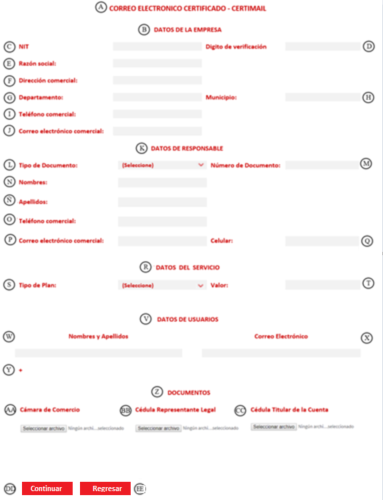 A CORREO ELECTRONICO CERTIFICADO - CERTIMAIL
B DATOS DE LA EMPRESA
C NIT Dígito de verificación D
E Razón social:
F Dirección comercial:
G Departamento: Municipio: H
I Teléfono comercial:
J Correo electrónico comercial:
K DATOS DE RESPONSABLE
L Tipo de Documento: (Seleccione) Número de Documento: M
N Nombres:
Ñ Apellidos:
O Teléfono comercial:
P Correo electrónico comercial: Celular: Q
R DATOS DEL SERVICIO
S Tipo de Plan: (Seleccione) Valor: T
V DATOS DE USUARIOS
W Nombres y Apellidos Correo Electrónico X
Y +
Z DOCUMENTOS
AA Cámara de Comercio BB Cédula Representante Legal CC Cédula Titular de la Cuenta
Seleccionar archivo Ningún archi...seleccionado Seleccionar archivo Ningún archi...seleccionado Seleccionar archivo Ningún archi...seleccionado
DD Continuar Regresar EE